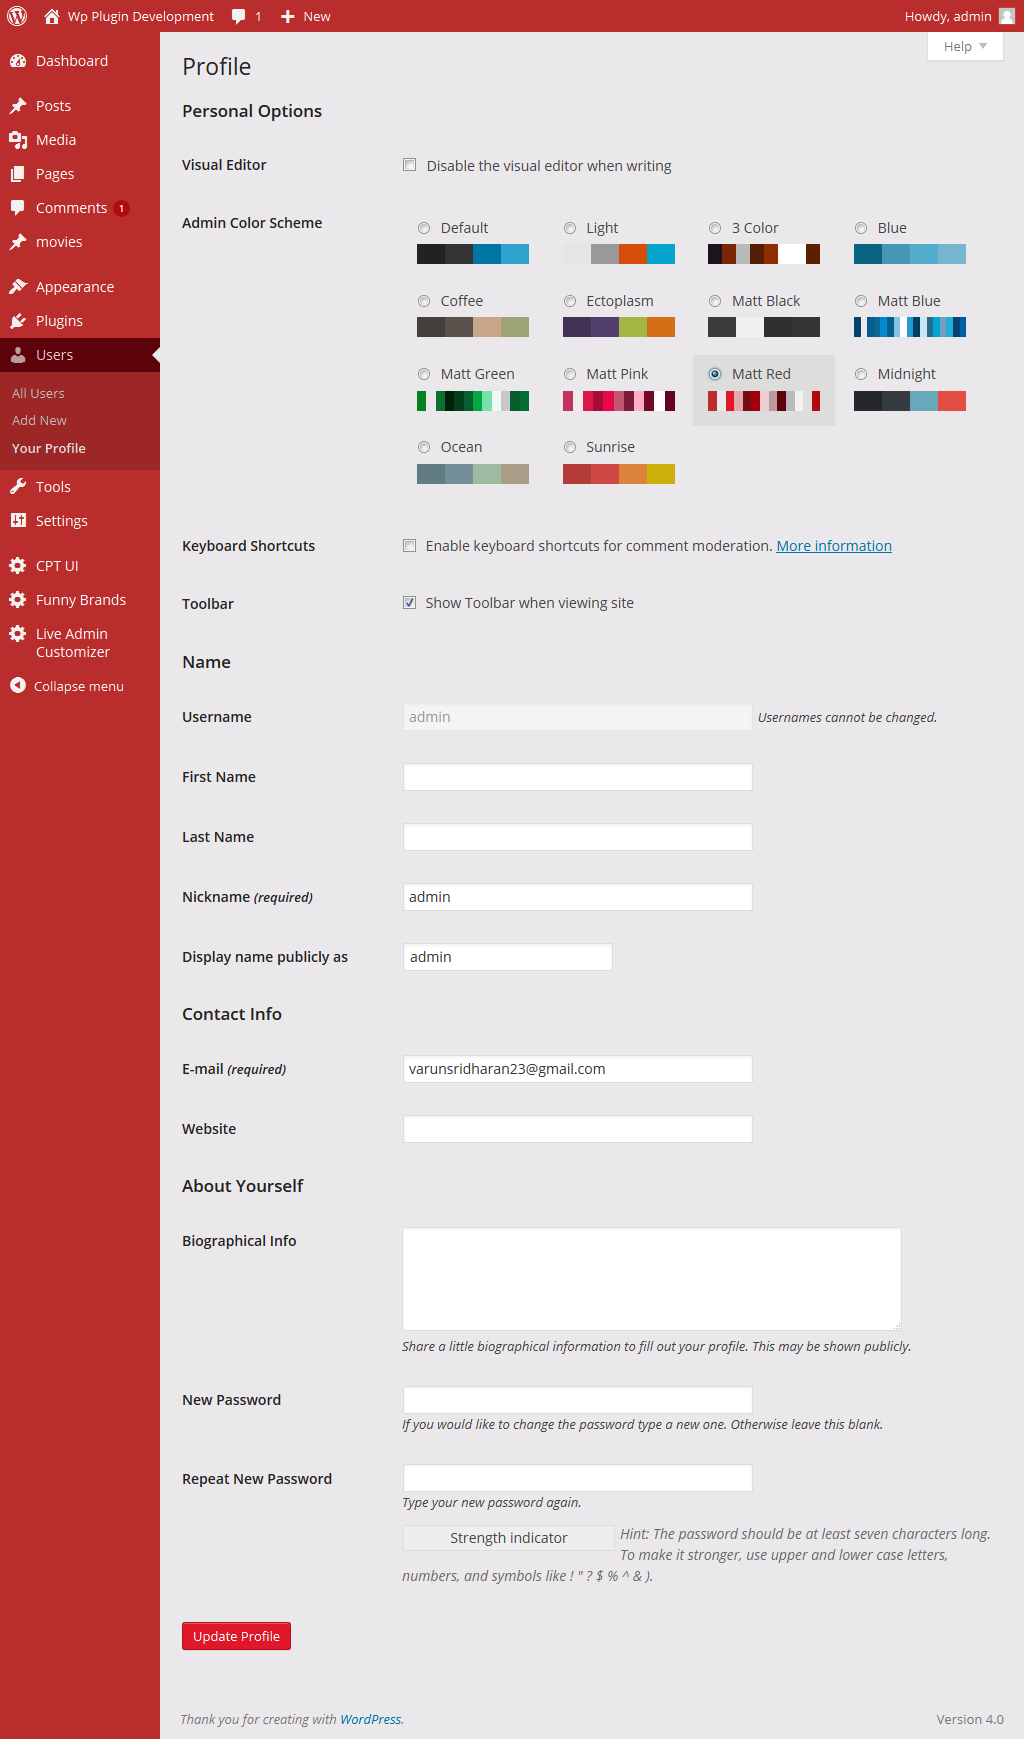 Wp Plugin Development 1 New Howdy, admin
Help
Dashboard
Posts
Media
Pages
Comments 1
movies
Appearance
Plugins
Users
All Users
Add New
Your Profile
Tools
Settings
CPT UI
Funny Brands
Live Admin
Customizer
Collapse menu
Profile
Personal Options
Visual Editor Disable the visual editor when writing
Admin Color Scheme Default Light 3 Color Blue
Coffee Ectoplasm Matt Black Matt Blue
Matt Green Matt Pink Matt Red Midnight
Ocean Sunrise
Keyboard Shortcuts Enable keyboard shortcuts for comment moderation. More information
Toolbar Show Toolbar when viewing site
Name
Username admin Usernames cannot be changed.
First Name
Last Name
Nickname (required) admin
Display name publicly as admin
Contact Info
E-mail (required) varunsridharan23@gmail.com
Website
About Yourself
Biographical Info
Share a little biographical information to fill out your profile. This may be shown publicly.
New Password
If you would like to change the password type a new one. Otherwise leave this blank.
Repeat New Password
Type your new password again.
Strength indicator Hint: The password should be at least seven characters long.
To make it stronger, use upper and lower case letters,
numbers, and symbols like ! " ? $ % ^ & ).
Update Profile
Thank you for creating with WordPress. Version 4.0